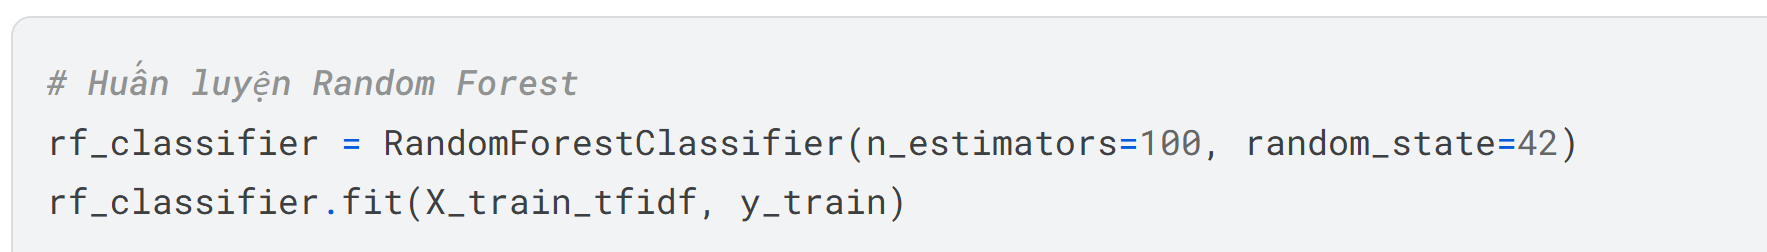 # Huấn luyện Random Forest
rf_classifier = RandomForestClassifier(n_estimators=100, random_state=42)
rf_classifier.fit(X_train_tfidf, y_train)